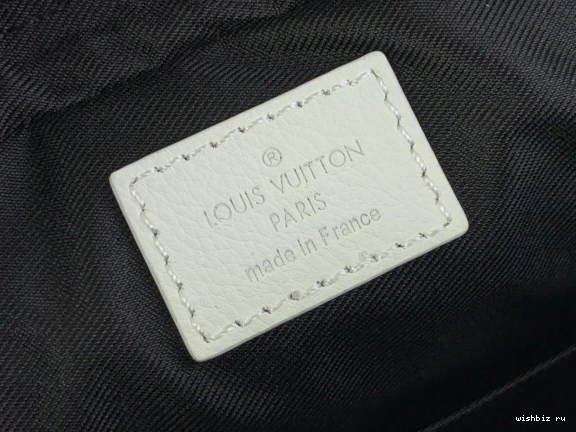 ®
LOUIS VUITTON
PARIS
made in France
wishbiz ru